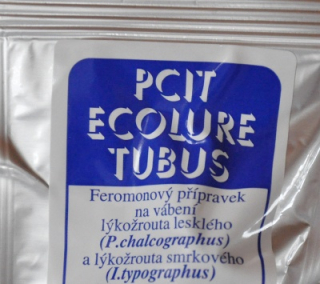 PCIT
ECOLURE
TUBUS
Feromonový přípravek
na vábení
lýkožrouta lesklého
(P.chalcographus)
a lýkožrouta smrkového
(I.typographus)